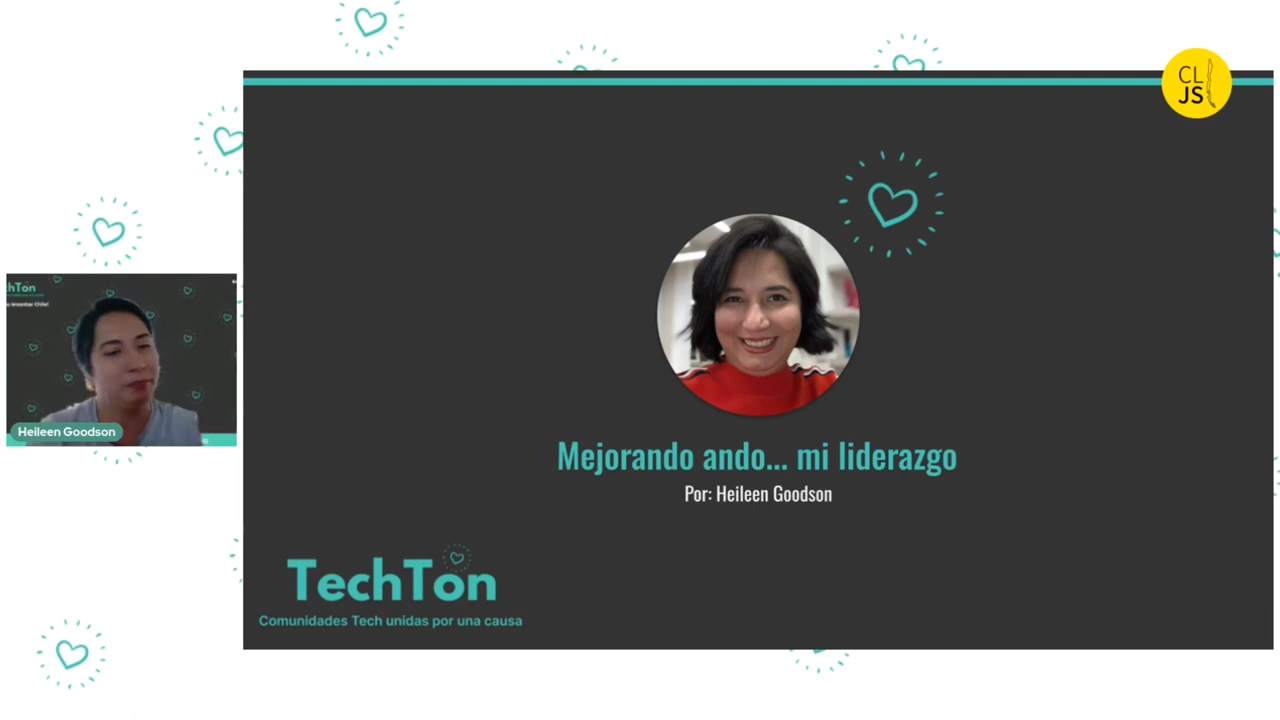 CL
JS
Mejorando ando... mi liderazgo
Por: Heileen Goodson
Heileen Goodson
TechTon
Comunidades Tech unidas por una causa